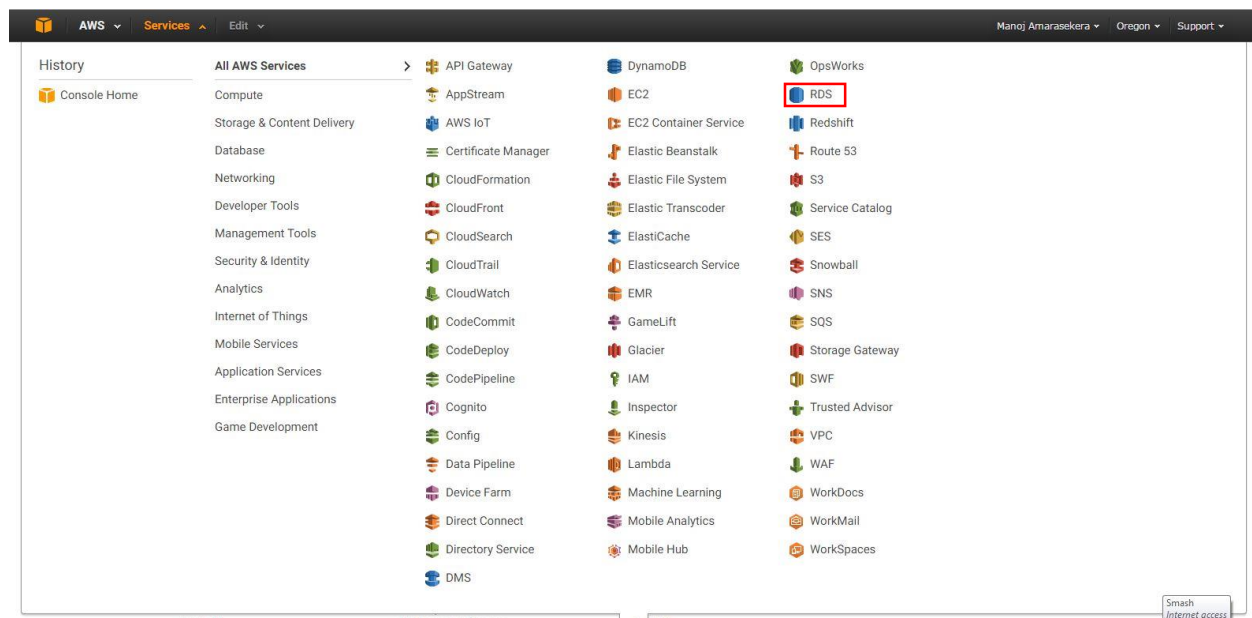 AWS Services Edit Manoj Amarasekera Oregon Support
History
Console Home
All AWS Services
Compute
Storage & Content Delivery
Database
Networking
Developer Tools
Management Tools
Security & Identity
Analytics
Internet of Things
Mobile Services
Application Services
Enterprise Applications
Game Development
API Gateway
AppStream
AWS IoT
Certificate Manager
CloudFormation
CloudFront
CloudSearch
CloudTrail
CloudWatch
CodeCommit
CodeDeploy
CodePipeline
Cognito
Config
Data Pipeline
Device Farm
Direct Connect
Directory Service
DMS
DynamoDB
EC2
EC2 Container Service
Elastic Beanstalk
Elastic File System
Elastic Transcoder
ElastiCache
Elasticsearch Service
EMR
GameLift
Glacier
IAM
Inspector
Kinesis
Lambda
Machine Learning
Mobile Analytics
Mobile Hub
OpsWorks
RDS
Redshift
Route 53
S3
Service Catalog
SES
Snowball
SNS
SQS
Storage Gateway
SWF
Trusted Advisor
VPC
WAF
WorkDocs
WorkMail
WorkSpaces
Smash
Internet access